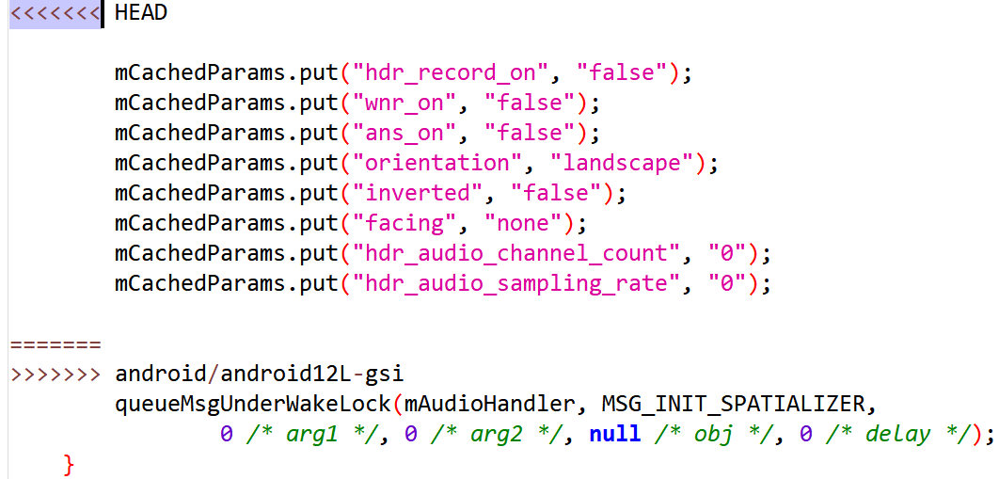 <<<<<<< HEAD
mCachedParams.put("hdr_record_on", "false");
mCachedParams.put("wnr_on", "false");
mCachedParams.put("ans_on", "false");
mCachedParams.put("orientation", "landscape");
mCachedParams.put("inverted", "false");
mCachedParams.put("facing", "none");
mCachedParams.put("hdr_audio_channel_count", "0");
mCachedParams.put("hdr_audio_sampling_rate", "0");
=======
>>>>>>> android/android12L-gsi
queueMsgUnderWakeLock(mAudioHandler, MSG_INIT_SPATIALIZER,
0 /* arg1 */, 0 /* arg2 */, null /* obj */, 0 /* delay */);
}